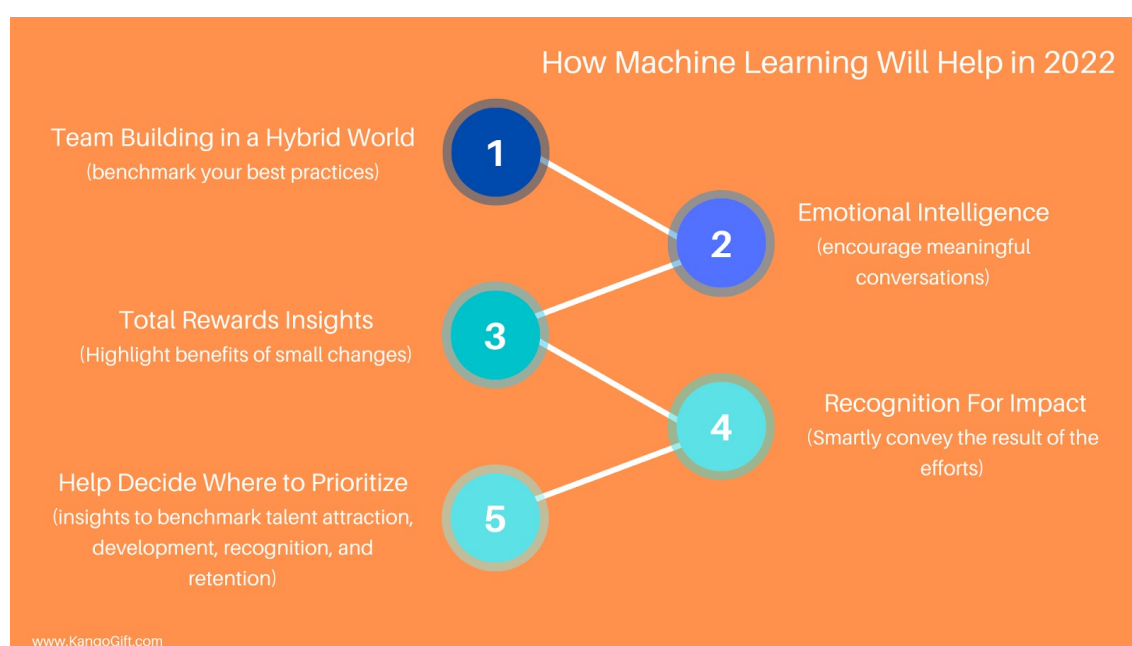 How Machine Learning Will Help in 2022
1
Team Building in a Hybrid World
(benchmark your best practices)
2
Emotional Intelligence
(encourage meaningful
conversations)
3
Total Rewards Insights
(Highlight benefits of small changes)
4
Recognition For Impact
(Smartly convey the result of the
efforts)
5
Help Decide Where to Prioritize
(insights to benchmark talent attraction,
development, recognition, and
retention)
www.KangoGift.com